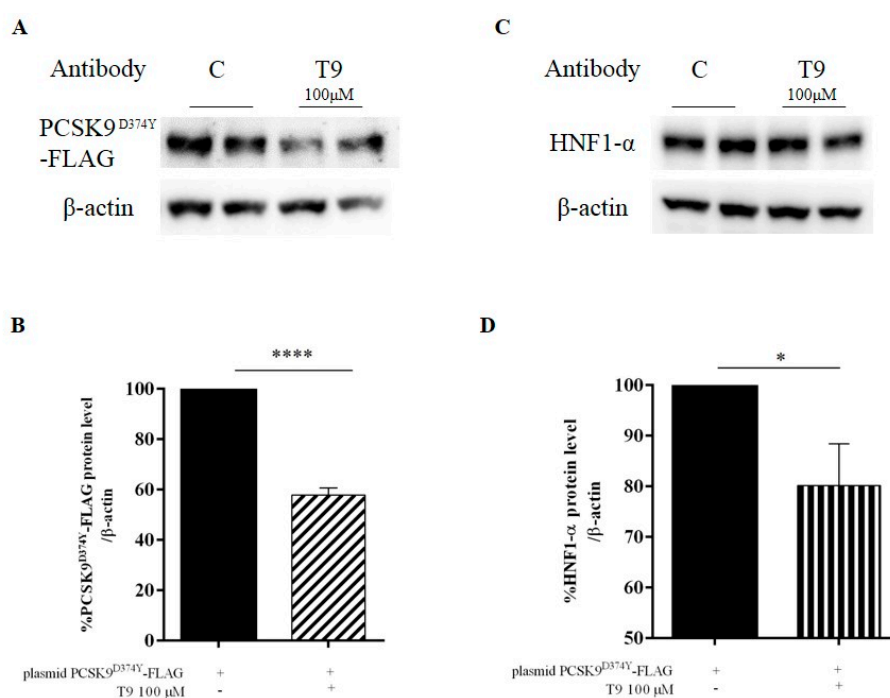 A
Antibody C T9
100μM
PCSK9D374Y
-FLAG
β-actin
C
Antibody C T9
100μM
HNF1-α
β-actin
B
****
%PCSK9D374Y-FLAG protein level
/β-actin
100
80
60
40
20
0
plasmid PCSK9D374Y-FLAG + +
T9 100 μM - +
D
*
%HNF1-α protein level
/β-actin
100
90
80
70
60
50
plasmid PCSK9D374Y-FLAG + +
T9 100 μM - +